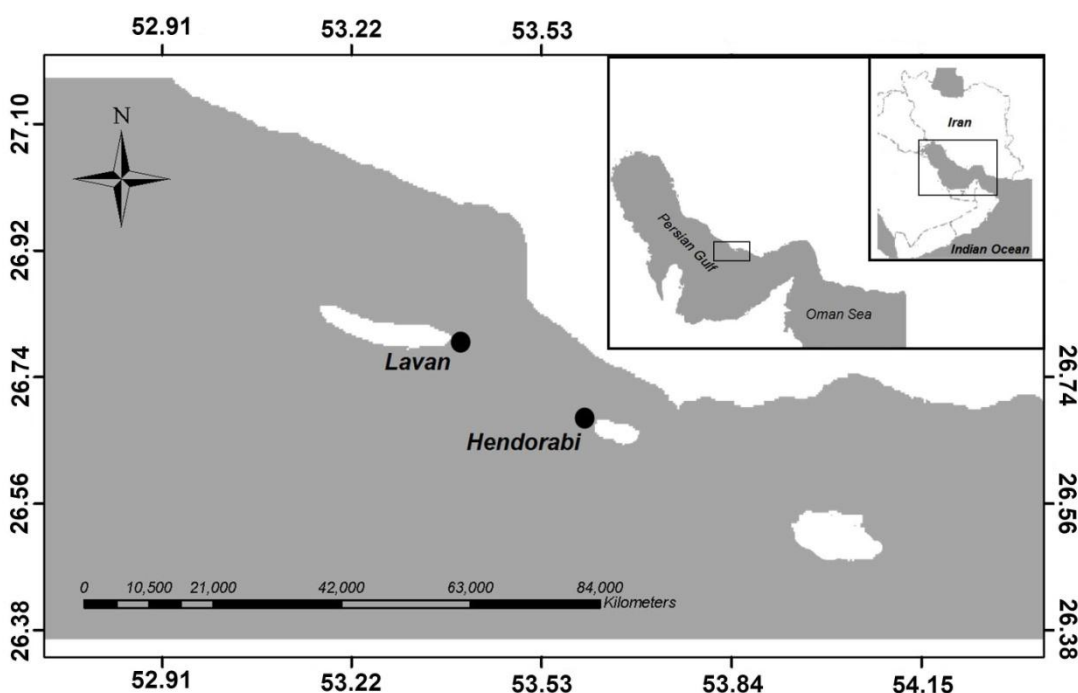 52.91 53.22 53.53
27.10
26.92
26.74
26.56
26.38
N
Lavan
Hendorabi
0 10,500 21,000 42,000 63,000 84,000
Kilometers
Persian Gulf
Oman Sea
Iran
Indian Ocean
26.74
26.56
26.38
52.91 53.22 53.53 53.84 54.15